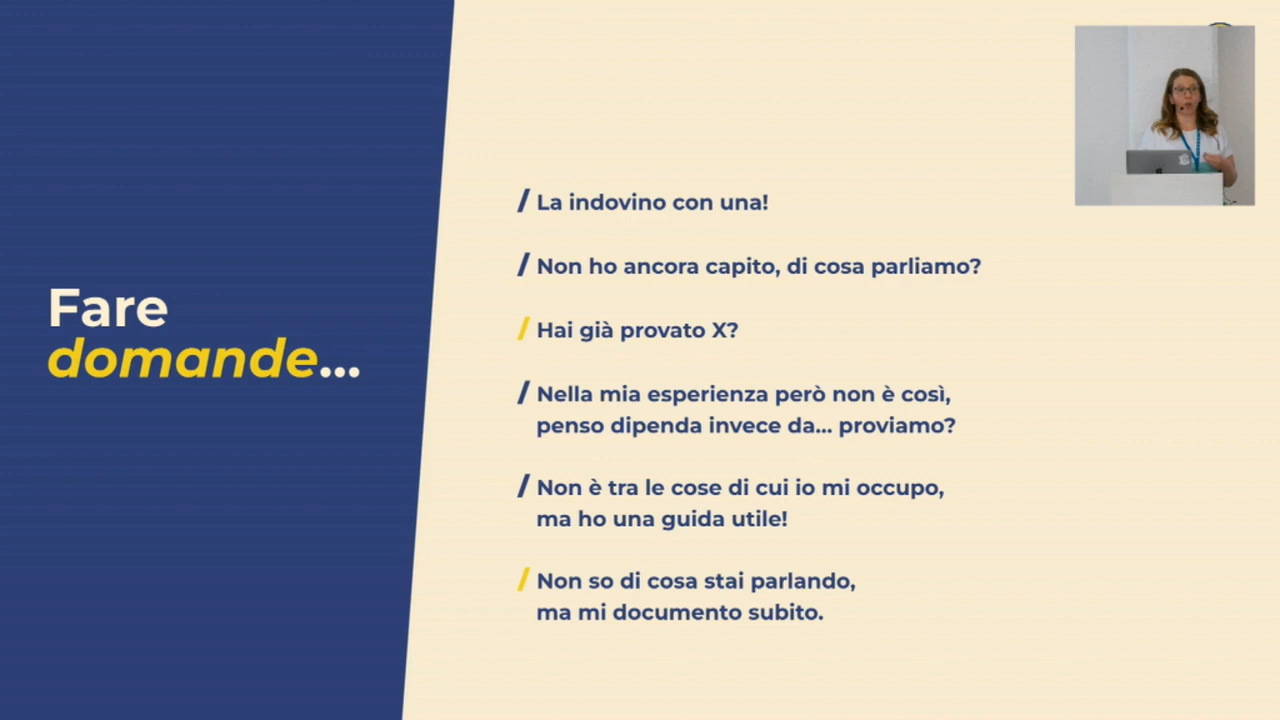 Fare
domande...
/ La indovino con una!
/ Non ho ancora capito, di cosa parliamo?
/ Hai già provato X?
/ Nella mia esperienza però non è così,
penso dipenda invece da... proviamo?
/ Non è tra le cose di cui io mi occupo,
ma ho una guida utile!
/ Non so di cosa stai parlando,
ma mi documento subito.